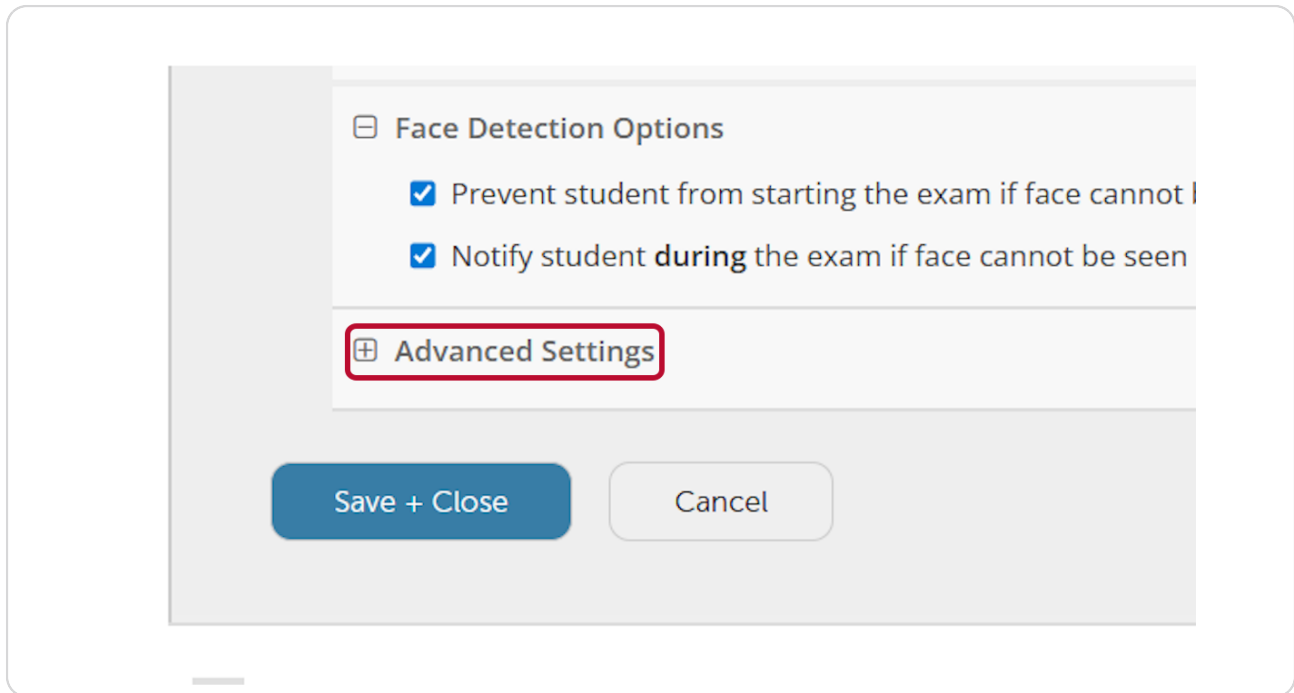 Face Detection Options
Prevent student from starting the exam if face cannot
Notify student during the exam if face cannot be seen
Advanced Settings
Save + Close
Cancel